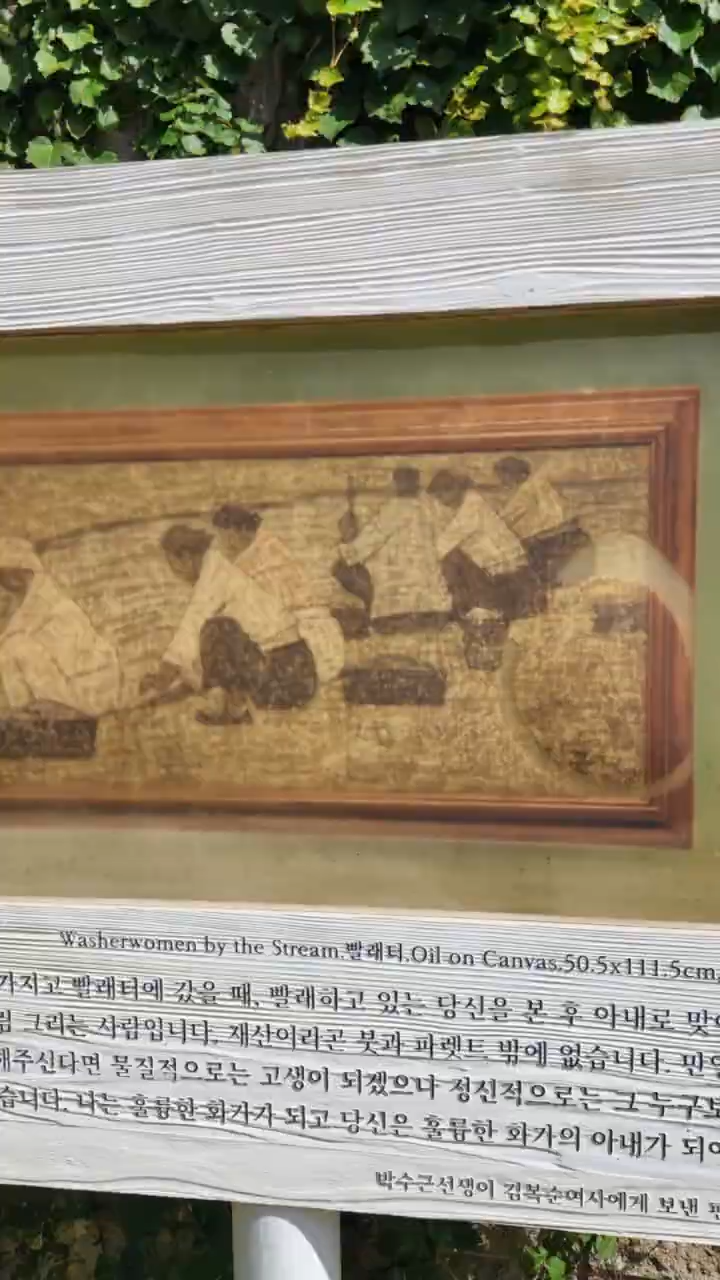 Washerwomen by the Stream.빨래터.Oil on Canvas.50.5x111.5cm
가지고 빨래터에 갔을 때, 빨래하고 있는 당신을 본 후 아내로 맞
그리는 사람입니다. 재산이라곤 붓과 파렛트 밖에 없습니다. 만일
해주신다면 물질적으로는 고생이 되겠으나 정신적으로는 그 누구보
습니다. 나는 훌륭한 화가가 되고 당신은 훌륭한 화가의 아내가 되어
박수근선생이 김복순여사에게 보낸